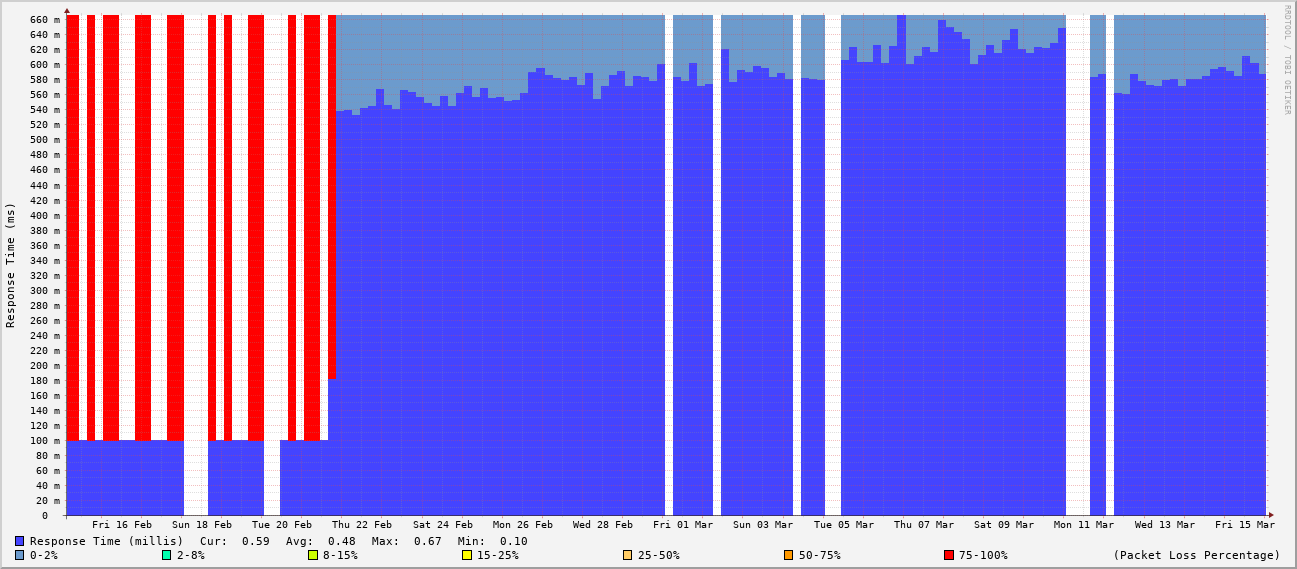 RRDTOOL / TOBI OETIKER
Response Time (ms)
660 m
640 m
620 m
600 m
580 m
560 m
540 m
520 m
500 m
480 m
460 m
440 m
420 m
400 m
380 m
360 m
340 m
320 m
300 m
280 m
260 m
240 m
220 m
200 m
180 m
160 m
140 m
120 m
100 m
80 m
60 m
40 m
20 m
0
Fri 16 Feb Sun 18 Feb Tue 20 Feb Thu 22 Feb Sat 24 Feb Mon 26 Feb Wed 28 Feb Fri 01 Mar Sun 03 Mar Tue 05 Mar Thu 07 Mar Sat 09 Mar Mon 11 Mar Wed 13 Mar Fri 15 Mar
Response Time (millis) Cur: 0.59 Avg: 0.48 Max: 0.67 Min: 0.10
0-2% 2-8% 8-15% 15-25% 25-50% 50-75% 75-100% (Packet Loss Percentage)